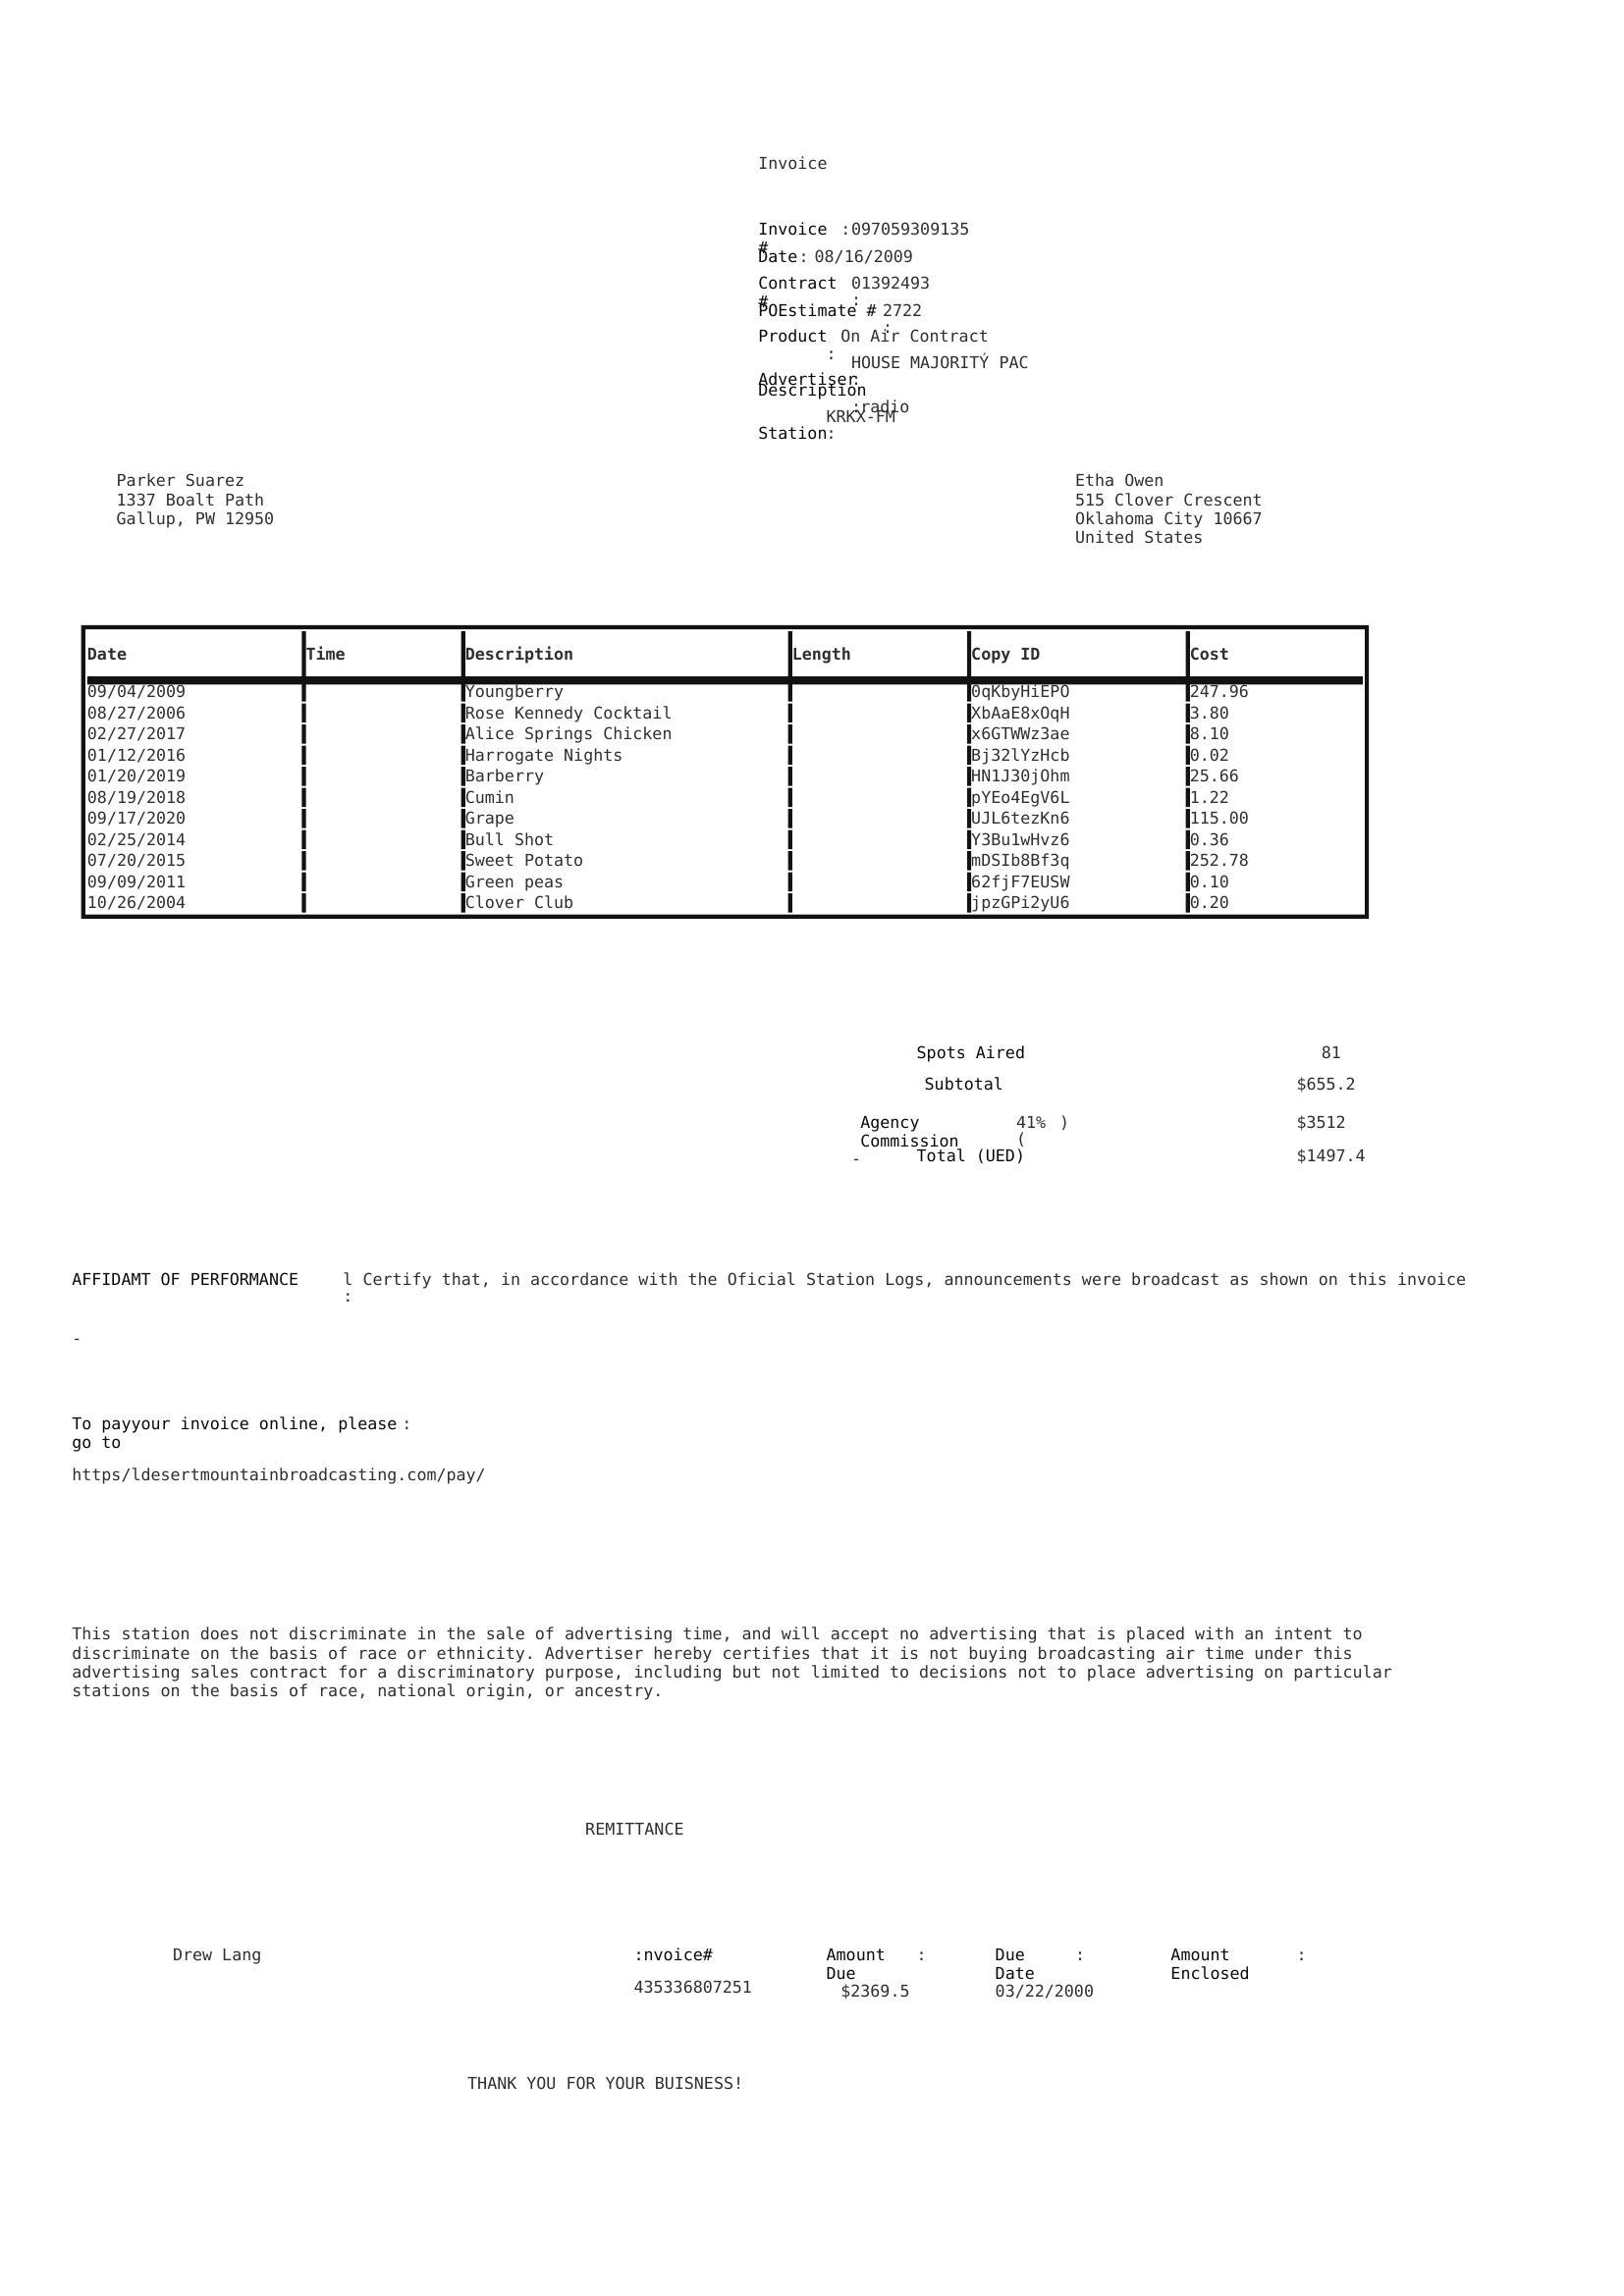 Invoice
Invoice # :097059309135
Date: 08/16/2009
Contract # : 01392493
POEstimate # : 2722
Product : On Air Contract
Advertiser: HOUSE MAJORITÝ PAC
Description :radio
Station: KRKX-FM
Parker Suarez
1337 Boalt Path
Gallup, PW 12950
Etha Owen
515 Clover Crescent
Oklahoma City 10667
United States
Date Time Description Length Copy ID Cost
09/04/2009 Youngberry 0qKbyHiEPO 247.96
08/27/2006 Rose Kennedy Cocktail XbAaE8xOqH 3.80
02/27/2017 Alice Springs Chicken x6GTWWz3ae 8.10
01/12/2016 Harrogate Nights Bj32lYzHcb 0.02
01/20/2019 Barberry HN1J30jOhm 25.66
08/19/2018 Cumin pYEo4EgV6L 1.22
09/17/2020 Grape UJL6tezKn6 115.00
02/25/2014 Bull Shot Y3Bu1wHvz6 0.36
07/20/2015 Sweet Potato mDSIb8Bf3q 252.78
09/09/2011 Green peas 62fjF7EUSW 0.10
10/26/2004 Clover Club jpzGPi2yU6 0.20
Spots Aired 81
Subtotal $655.2
Agency 41% ) $3512
Commission (
- Total (UED) $1497.4
AFFIDAMT OF PERFORMANCE l Certify that, in accordance with the Oficial Station Logs, announcements were broadcast as shown on this invoice
:
-
To payyour invoice online, please :
go to
https/ldesertmountainbroadcasting.com/pay/
This station does not discriminate in the sale of advertising time, and will accept no advertising that is placed with an intent to
discriminate on the basis of race or ethnicity. Advertiser hereby certifies that it is not buying broadcasting air time under this
advertising sales contract for a discriminatory purpose, including but not limited to decisions not to place advertising on particular
stations on the basis of race, national origin, or ancestry.
REMITTANCE
Drew Lang :nvoice# Amount : Due : Amount :
Due Date Enclosed
435336807251 $2369.5 03/22/2000
THANK YOU FOR YOUR BUISNESS!